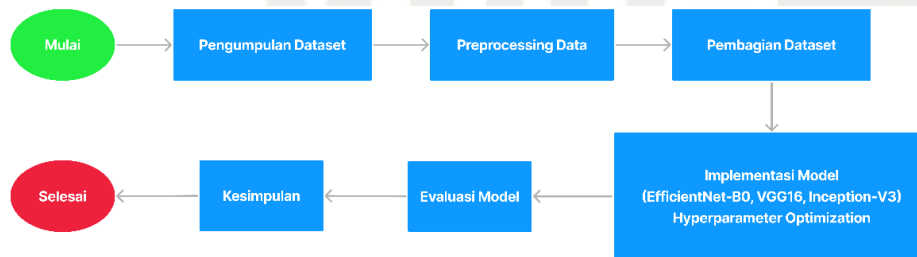 Mulai
Pengumpulan Dataset
Preprocessing Data
Pembagian Dataset
Implementasi Model
(EfficientNet-B0, VGG16, Inception-V3)
Hyperparameter Optimization
Evaluasi Model
Kesimpulan
Selesai